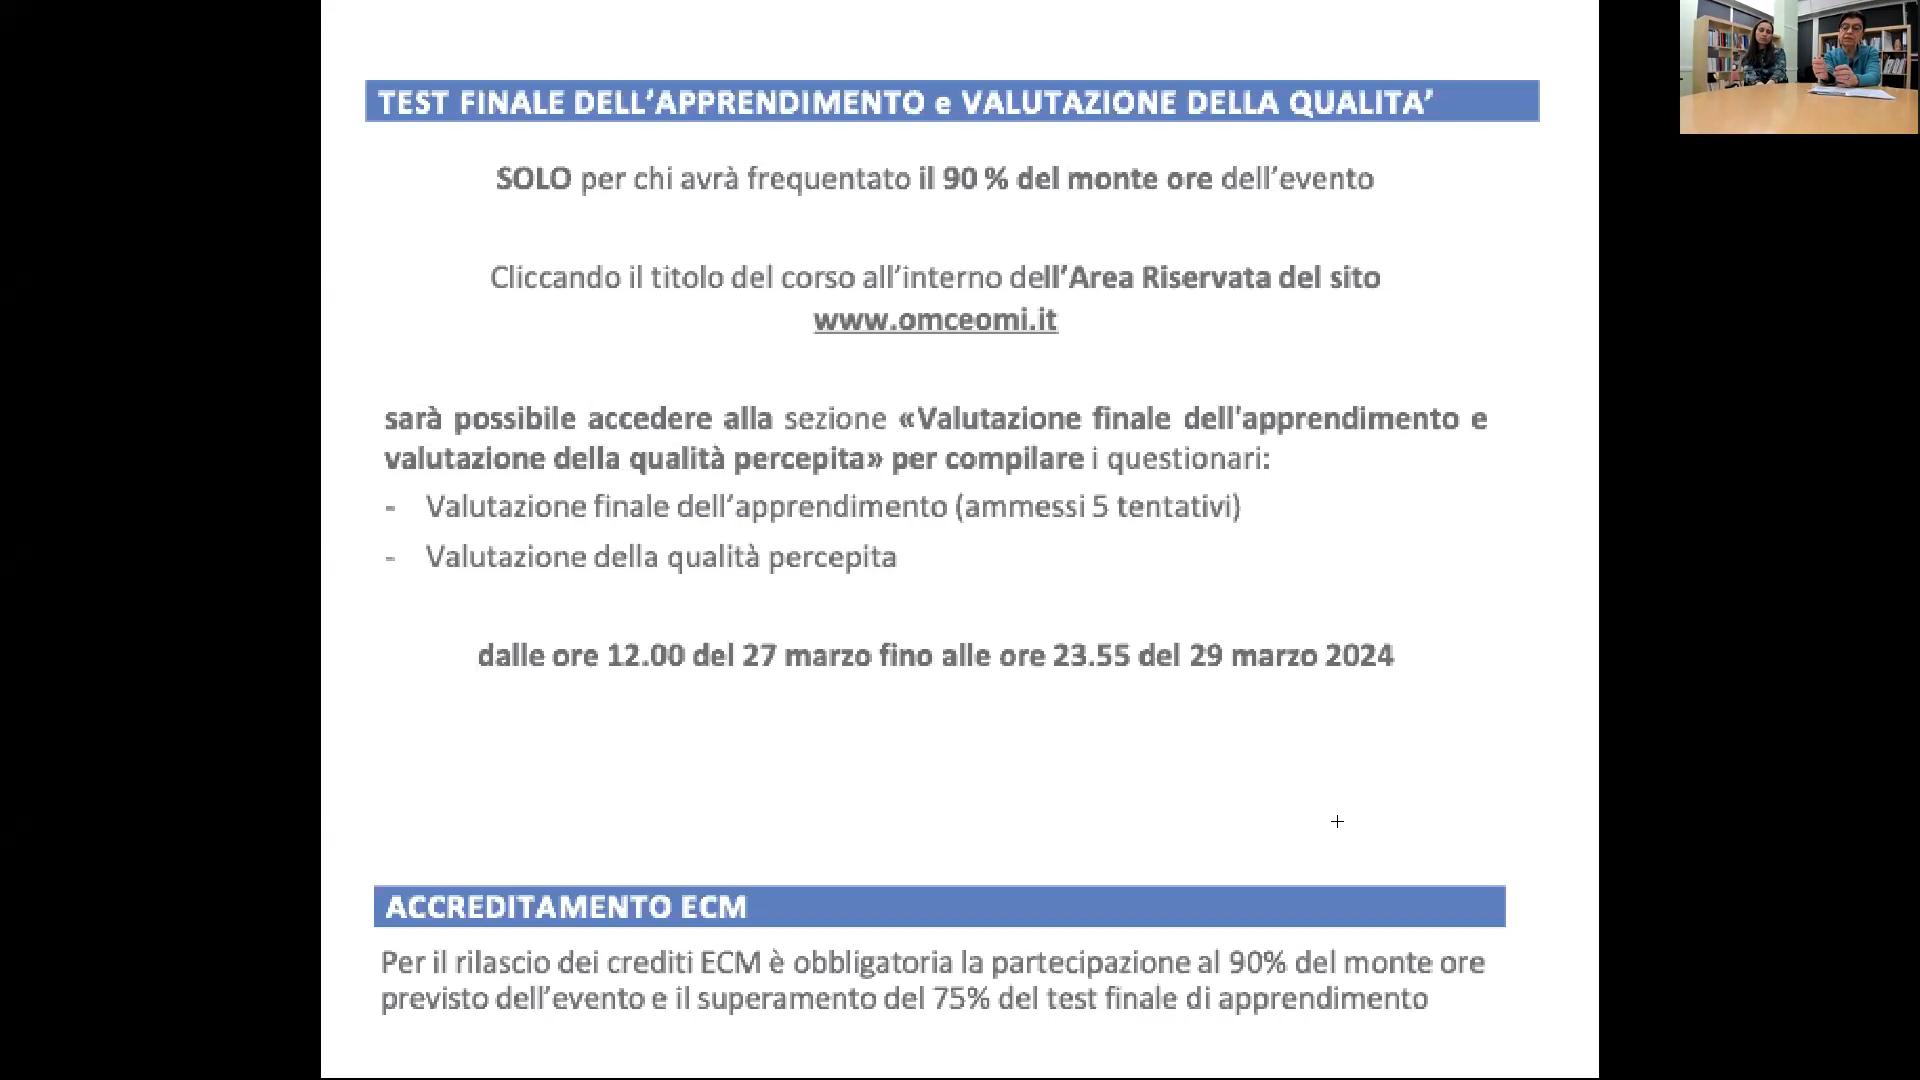 TEST FINALE DELL’APPRENDIMENTO e VALUTAZIONE DELLA QUALITA’
SOLO per chi avrà frequentato il 90 % del monte ore dell’evento
Cliccando il titolo del corso all’interno dell’Area Riservata del sito
www.omceomi.it
sarà possibile accedere alla sezione «Valutazione finale dell'apprendimento e
valutazione della qualità percepita» per compilare i questionari:
- Valutazione finale dell’apprendimento (ammessi 5 tentativi)
- Valutazione della qualità percepita
dalle ore 12.00 del 27 marzo fino alle ore 23.55 del 29 marzo 2024
ACCREDITAMENTO ECM
Per il rilascio dei crediti ECM è obbligatoria la partecipazione al 90% del monte ore
previsto dell’evento e il superamento del 75% del test finale di apprendimento